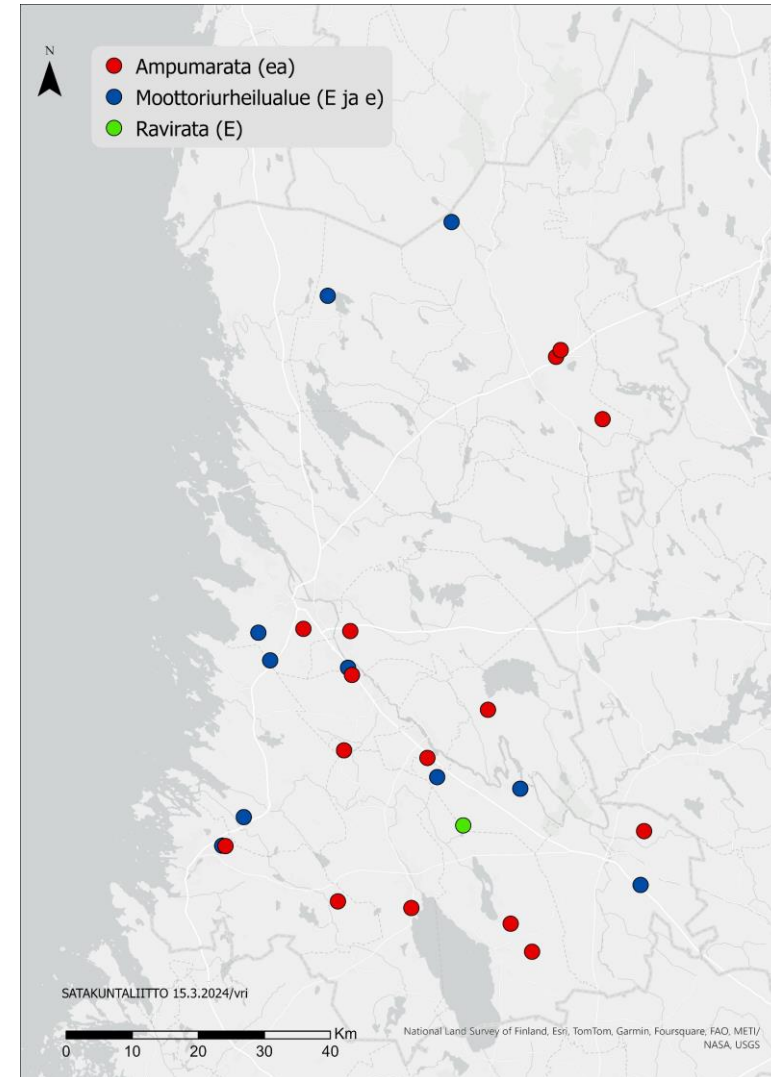 N
Ampumarata (ea)
Moottoriurheilualue (E ja e)
Ravirata (E)
SATAKUNTALIITTO 15.3.2024/vri
Km
0 10 20 30 40
National Land Survey of Finland, Esri, TomTom, Garmin, Foursquare, FAO, METI/
NASA, USGS